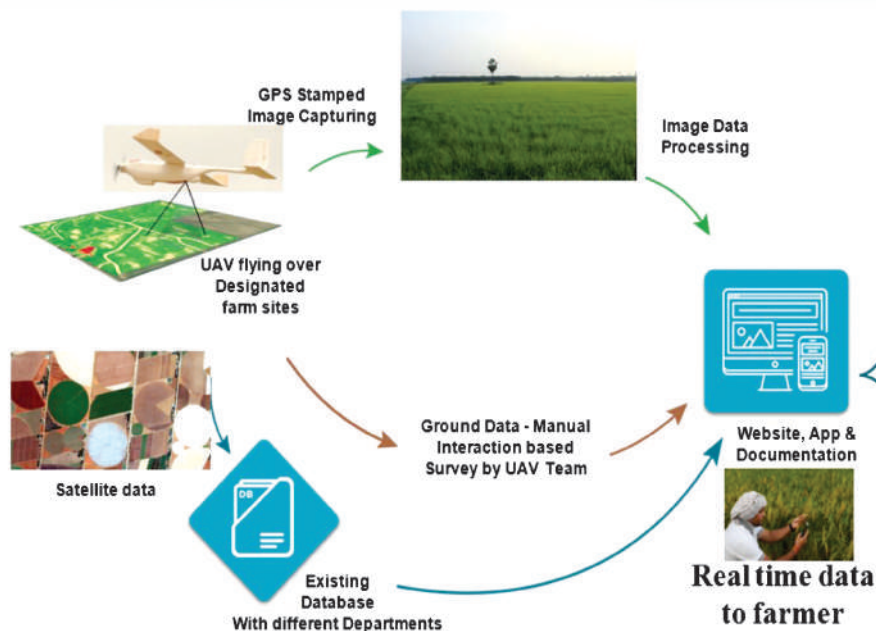 GPS Stamped
Image Capturing
Image Data
Processing
UAV flying over
Designated
farm sites
Ground Data - Manual
Interaction based
Survey by UAV Team
Website, App &
Documentation
Satellite data
DB
Existing
Database
With different Departments
Real time data
to farmer